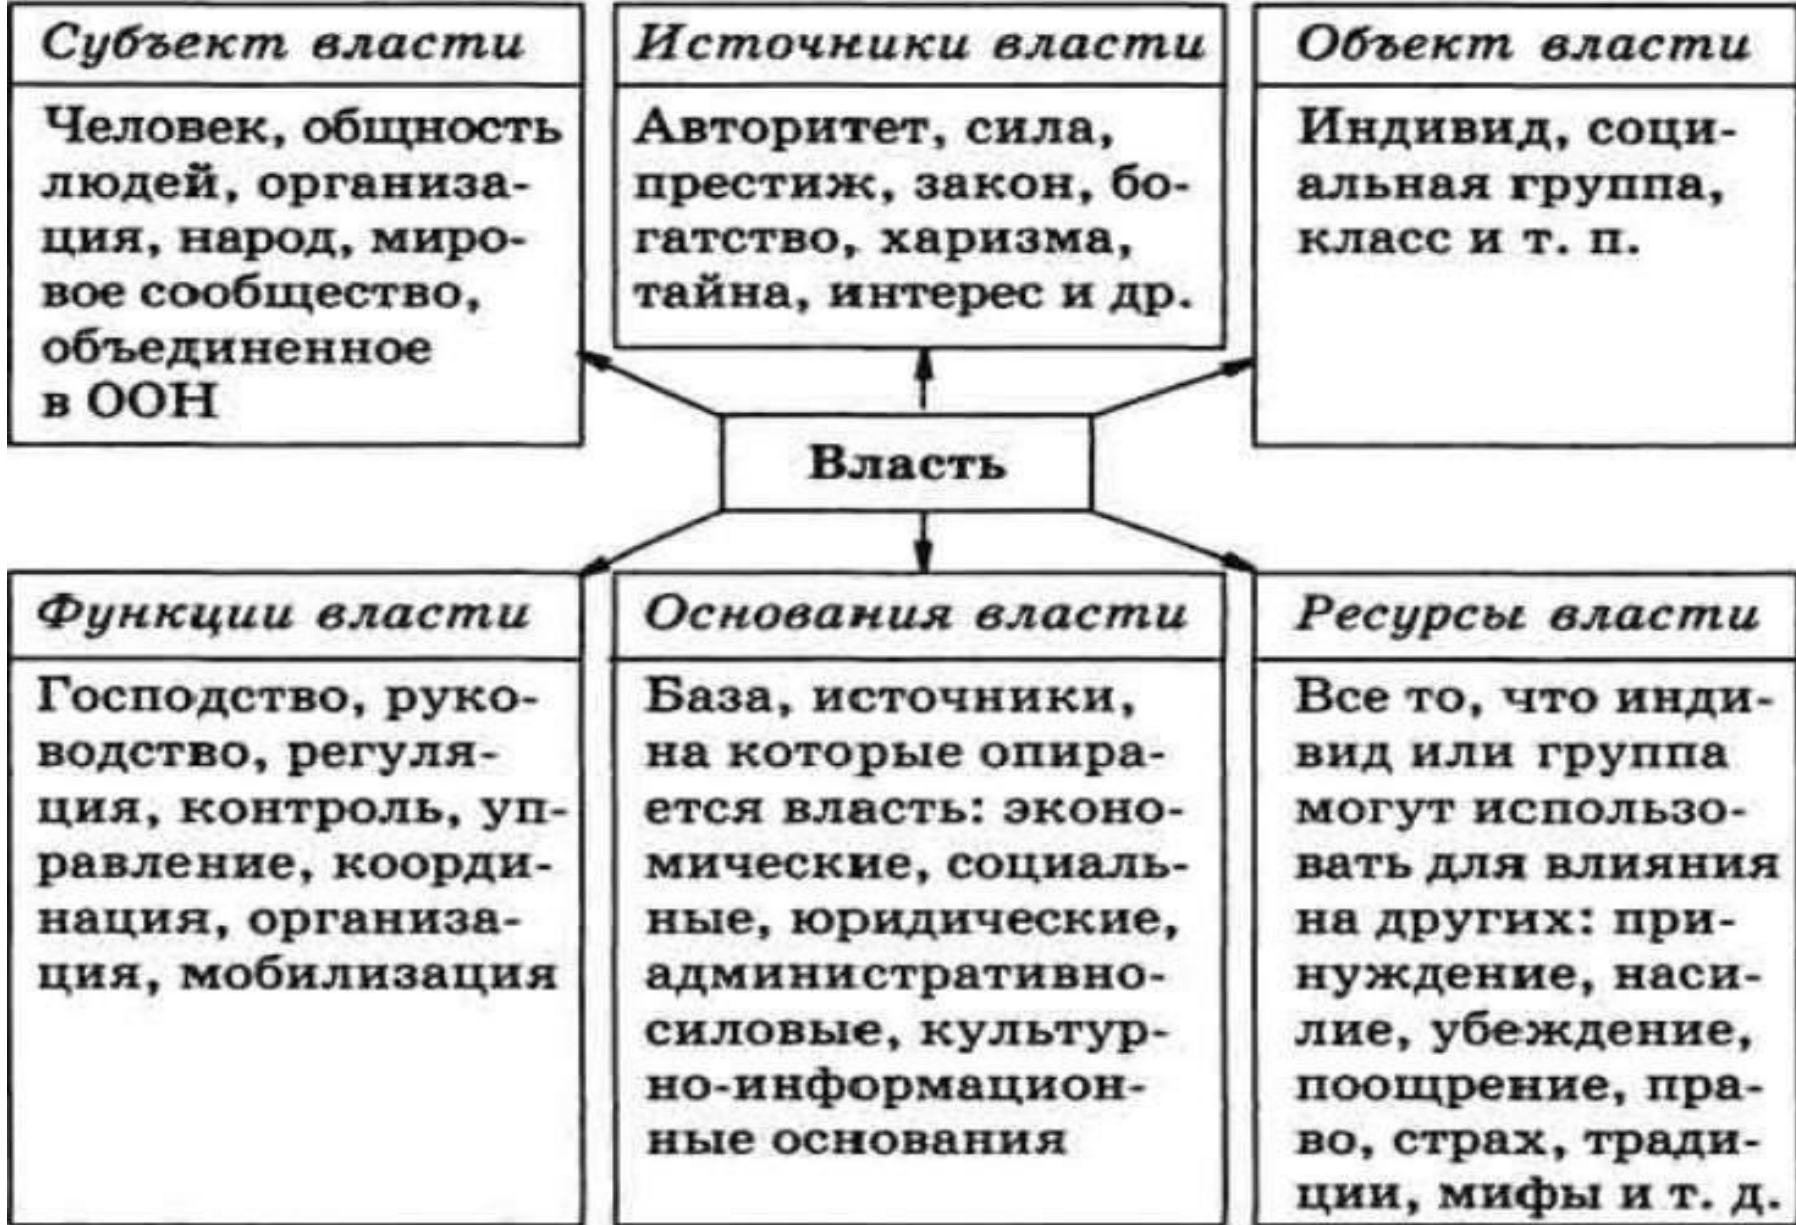 Субъект власти
Человек, общность
людей, организа-
ция, народ, миро-
вое сообщество,
объединенное
в ООН
Источники власти
Авторитет, сила,
престиж, закон, бо-
гатство, харизма,
тайна, интерес и др.
Объект власти
Индивид, соци-
альная группа,
класс и т. п.
Власть
Функции власти
Господство, руко-
водство, регуля-
ция, контроль, уп-
равление, коорди-
нация, организа-
ция, мобилизация
Основания власти
База, источники,
на которые опира-
ется власть: эконо-
мические, социаль-
ные, юридические,
административно-
силовые, культур-
но-информацион-
ные основания
Ресурсы власти
Все то, что инди-
вид или группа
могут использо-
вать для влияния
на других: при-
нуждение, наси-
лие, убеждение,
поощрение, пра-
во, страх, тради-
ции, мифы и т. д.